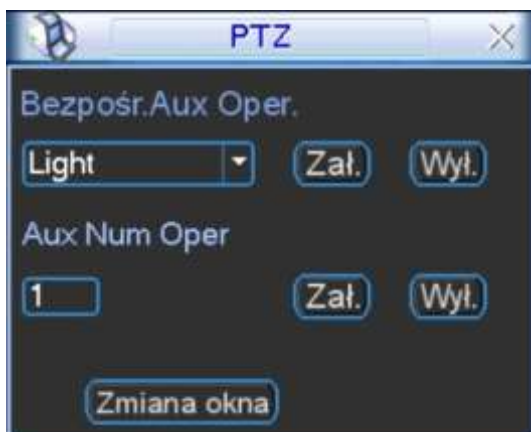 PTZ
Bezpośr.Aux Oper.
Light Zał. Wył.
Aux Num Oper
1 Zał. Wył.
Zmiana okna